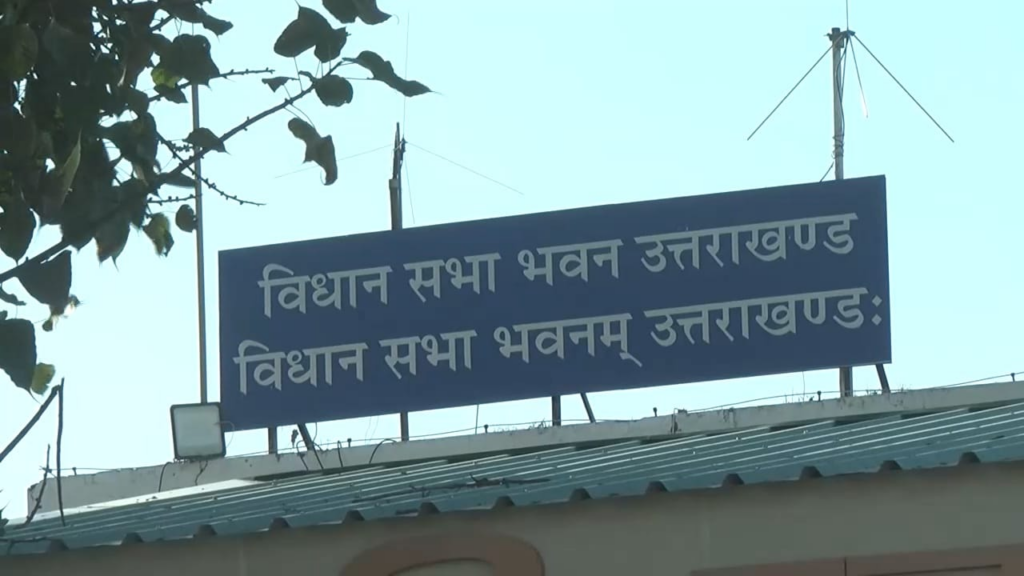 विधान सभा भवन उत्तराखण्ड
विधान सभा भवनम् उत्तराखण्ड: